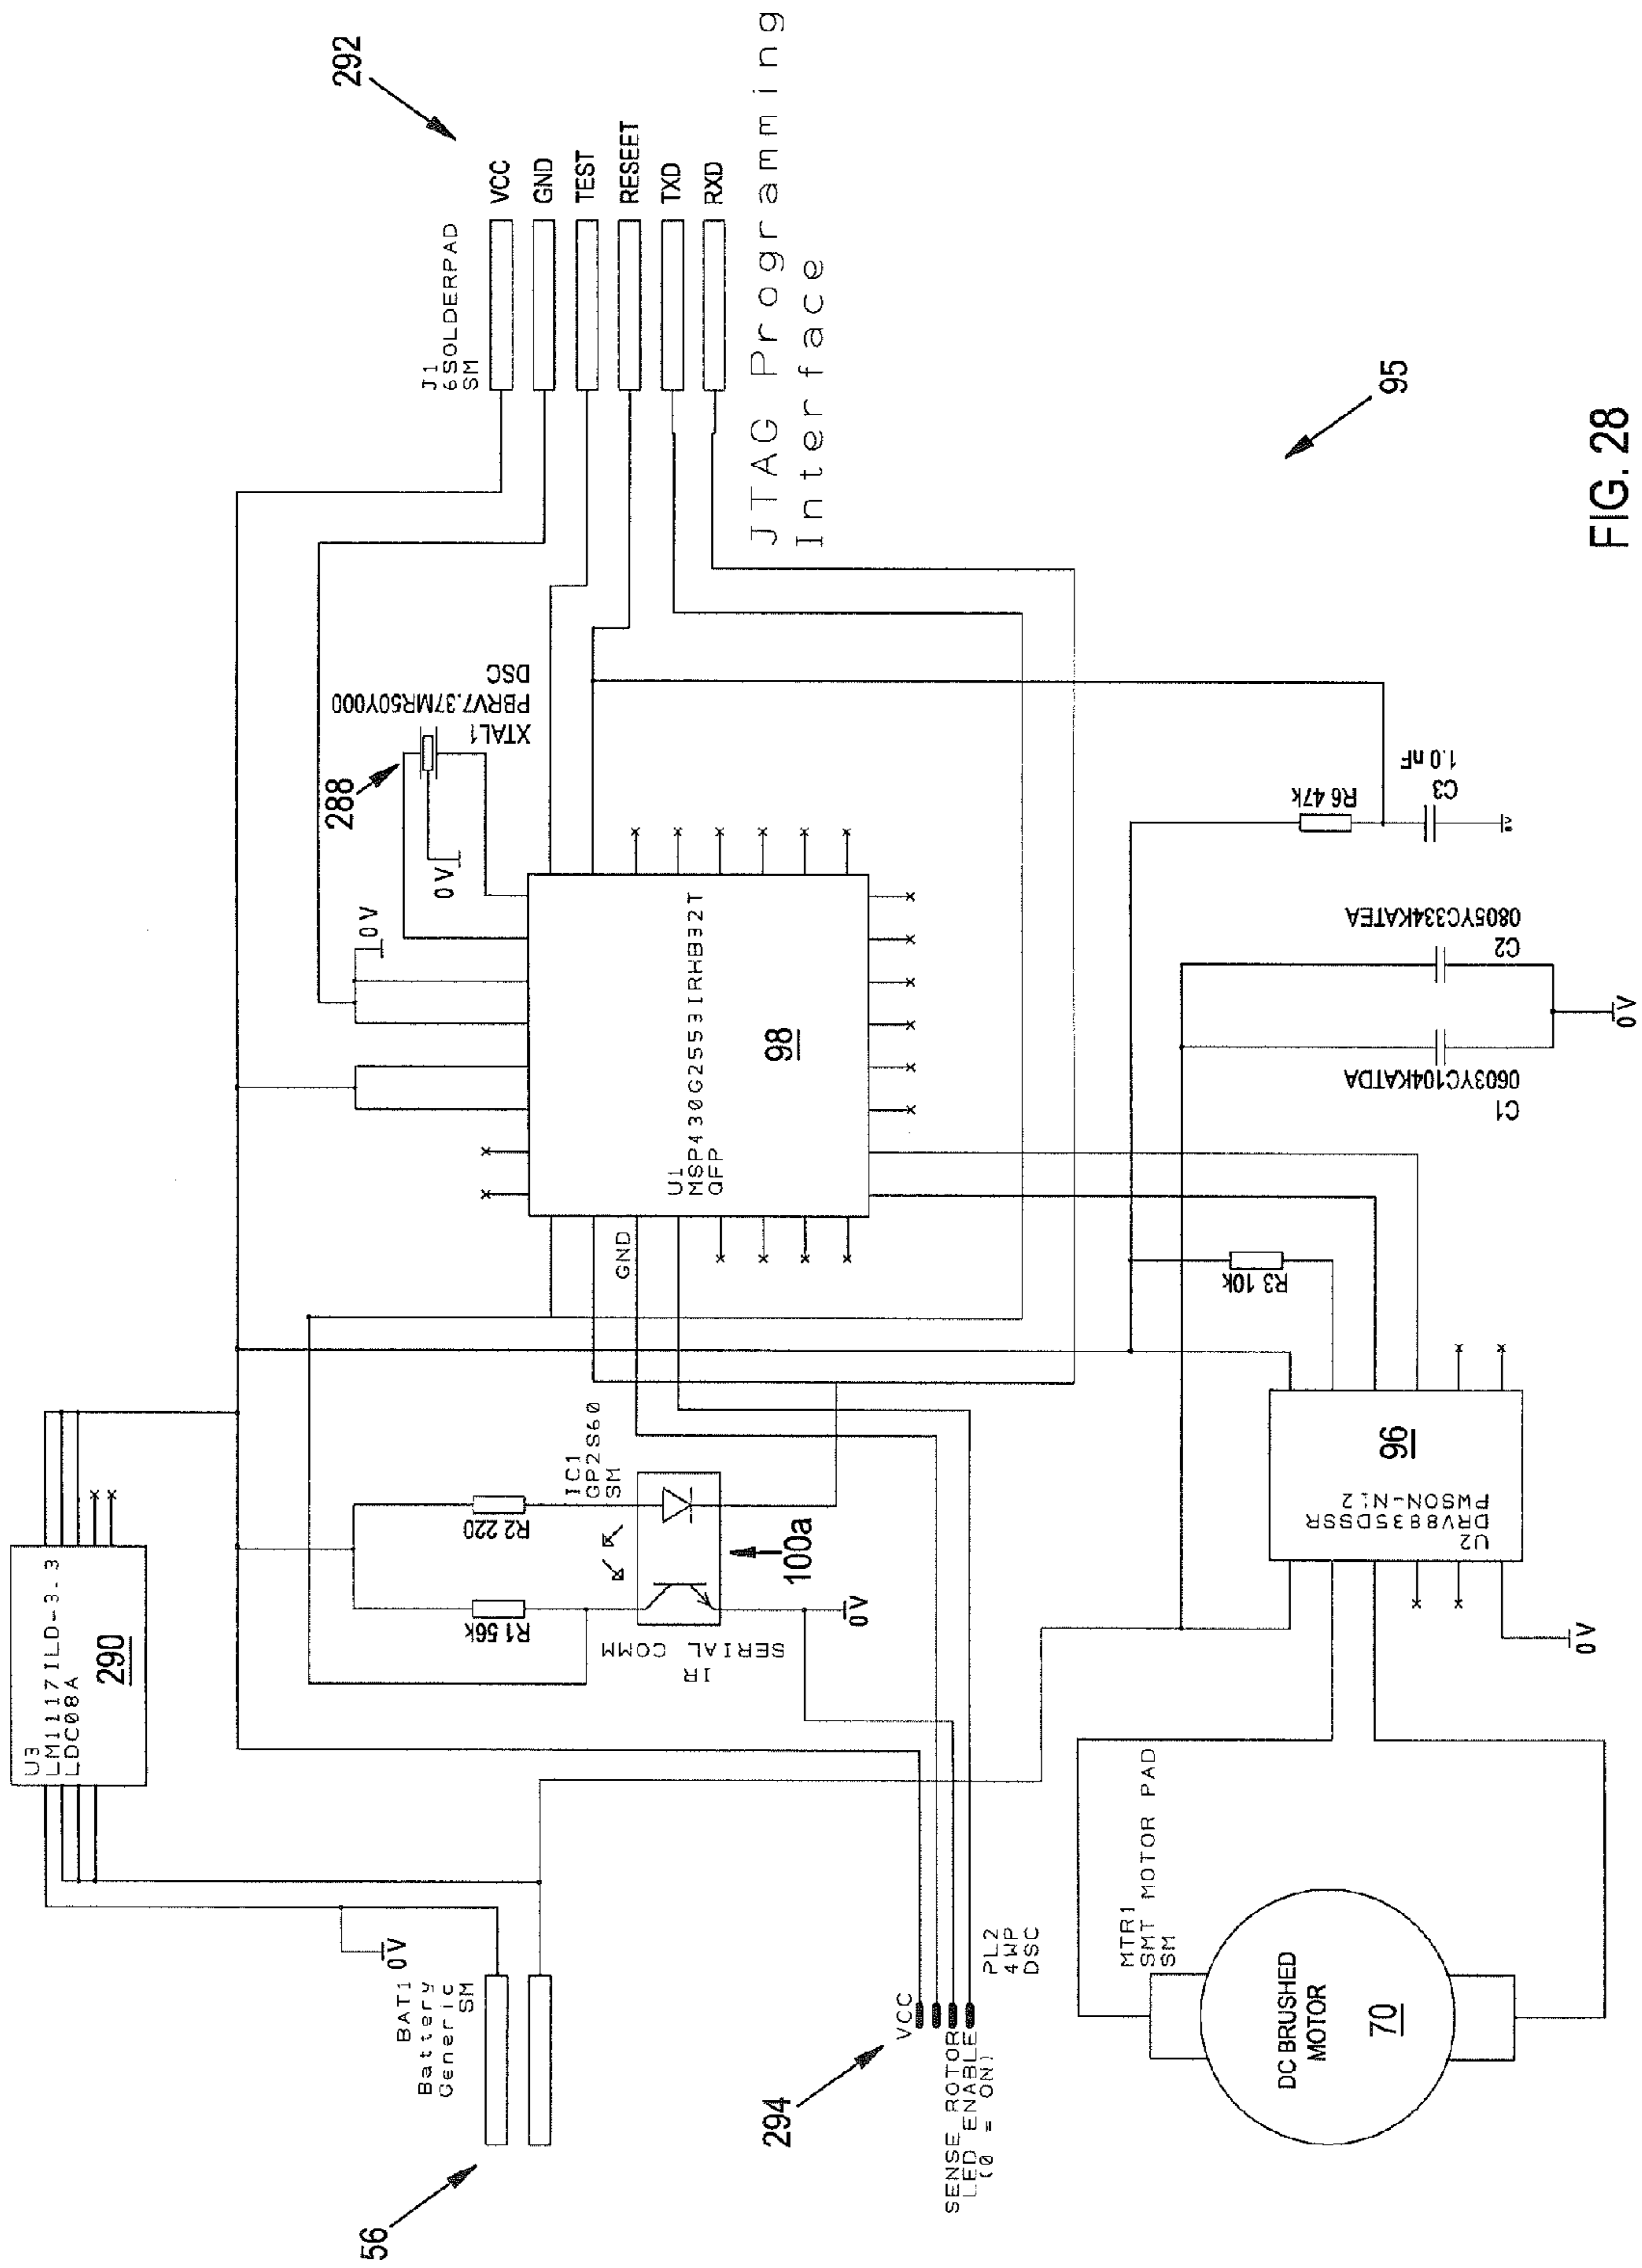 292
J1
6SOLDERPAD
SM
VCC
GND
TEST
RESEET
TXD
RXD
JTAG Programming
Interface
95
FIG. 28
288
XTAL1
PBRV7.37MR50Y000
DSC
0V
0V
U1
MSP430G2553IRHB32T
QFP
98
GND
R6 47k
C3
1.0 nF
0V
C2
0805YC334KATEA
C1
0603YC104KATDA
0V
R3 10k
U3
LM1117ILD-3.3
LDC08A
290
R2 220
R1 56k
IC1
GP2S60
SM
100a
IR
SERIAL COMM
0V
96
U2
DRV8835DSSR
PWSON-N12
0V
BAT1
Battery
Generic
SM
0V
56
294
VCC
SENSE ROTOR
LED ENABLE
(0 = ON)
PL2
4WP
DSC
MTR1
SMT MOTOR PAD
SM
DC BRUSHED
MOTOR
70